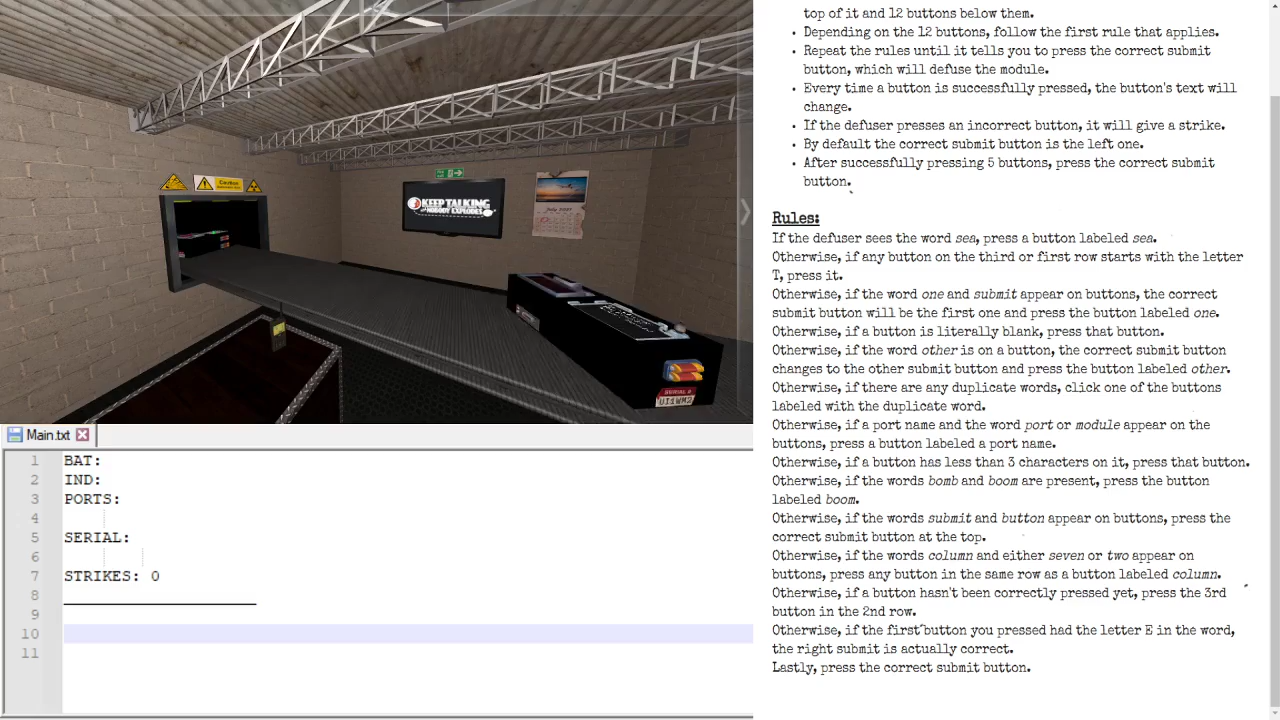 Caution
KEEP TALKING
AND NOBODY EXPLODES
July
SERIAL #
UI1WM2
Main.txt
1 BAT:
2 IND:
3 PORTS:
4
5 SERIAL:
6
7 STRIKES: 0
8
9
10
11
top of it and 12 buttons below them.
• Depending on the 12 buttons, follow the first rule that applies.
• Repeat the rules until it tells you to press the correct submit
button, which will defuse the module.
• Every time a button is successfully pressed, the button's text will
change.
• If the defuser presses an incorrect button, it will give a strike.
• By default the correct submit button is the left one.
• After successfully pressing 5 buttons, press the correct submit
button.
Rules:
If the defuser sees the word sea, press a button labeled sea.
Otherwise, if any button on the third or first row starts with the letter
T, press it.
Otherwise, if the word one and submit appear on buttons, the correct
submit button will be the first one and press the button labeled one.
Otherwise, if a button is literally blank, press that button.
Otherwise, if the word other is on a button, the correct submit button
changes to the other submit button and press the button labeled other.
Otherwise, if there are any duplicate words, click one of the buttons
labeled with the duplicate word.
Otherwise, if a port name and the word port or module appear on the
buttons, press a button labeled a port name.
Otherwise, if a button has less than 3 characters on it, press that button.
Otherwise, if the words bomb and boom are present, press the button
labeled boom.
Otherwise, if the words submit and button appear on buttons, press the
correct submit button at the top.
Otherwise, if the words column and either seven or two appear on
buttons, press any button in the same row as a button labeled column.
Otherwise, if a button hasn't been correctly pressed yet, press the 3rd
button in the 2nd row.
Otherwise, if the first button you pressed had the letter E in the word,
the right submit is actually correct.
Lastly, press the correct submit button.